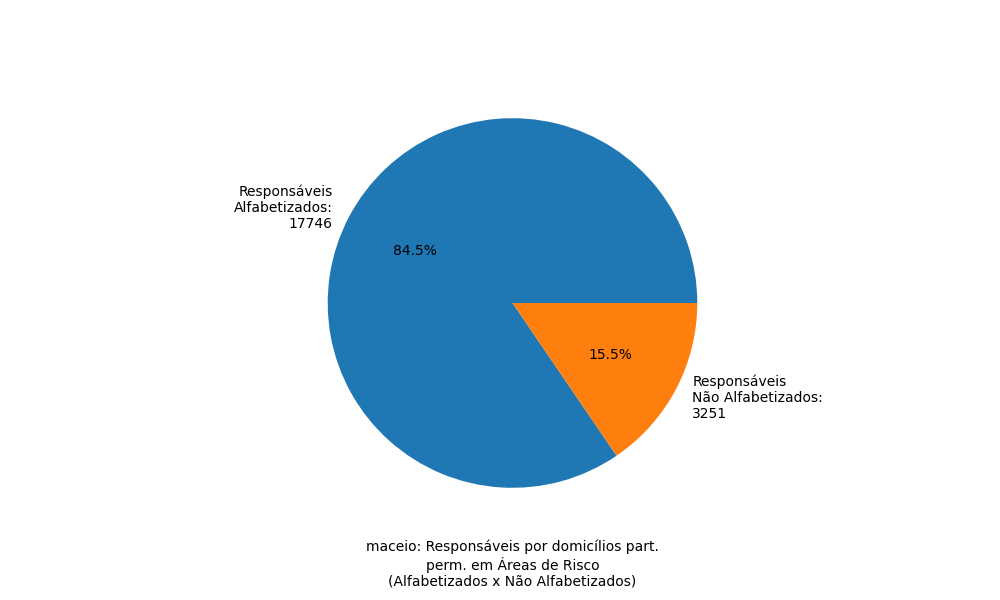 Responsáveis
Alfabetizados:
17746
84.5%
15.5%
Responsáveis
Não Alfabetizados:
3251
maceio: Responsáveis por domicílios part.
perm. em Áreas de Risco
(Alfabetizados x Não Alfabetizados)